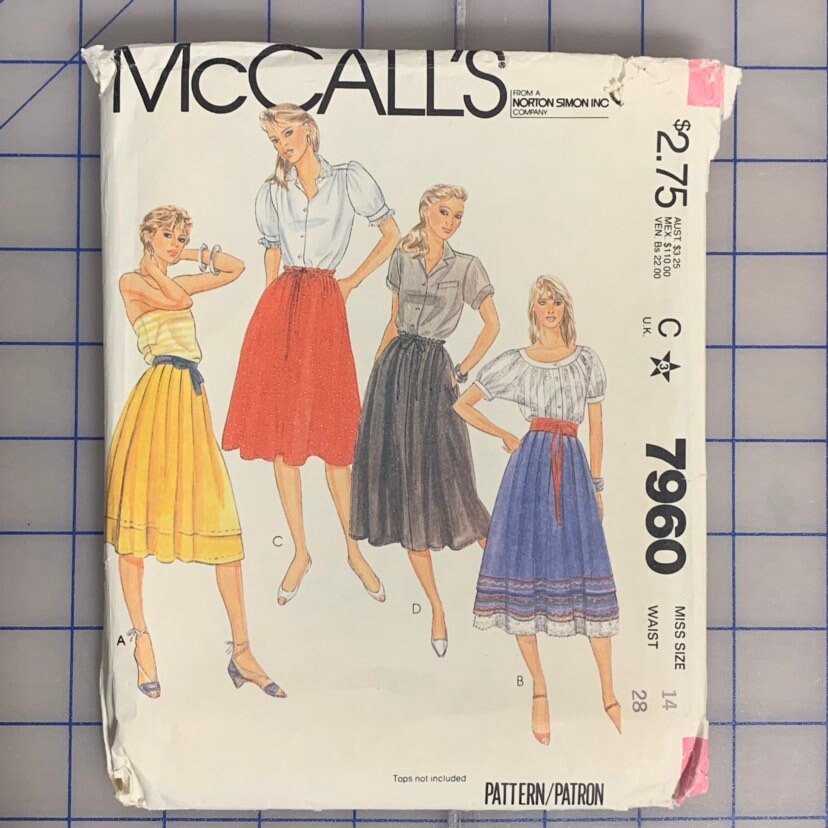 McCALL'S®
FROM A
NORTON SIMON INC
COMPANY
$2.75
AUST. $3.25
MEX. $110.00
VEN. Bs 22.00
C
U.K.
3
7960
MISS SIZE 14
WAIST 28
A
C
D
B
Tops not included
PATTERN/PATRON